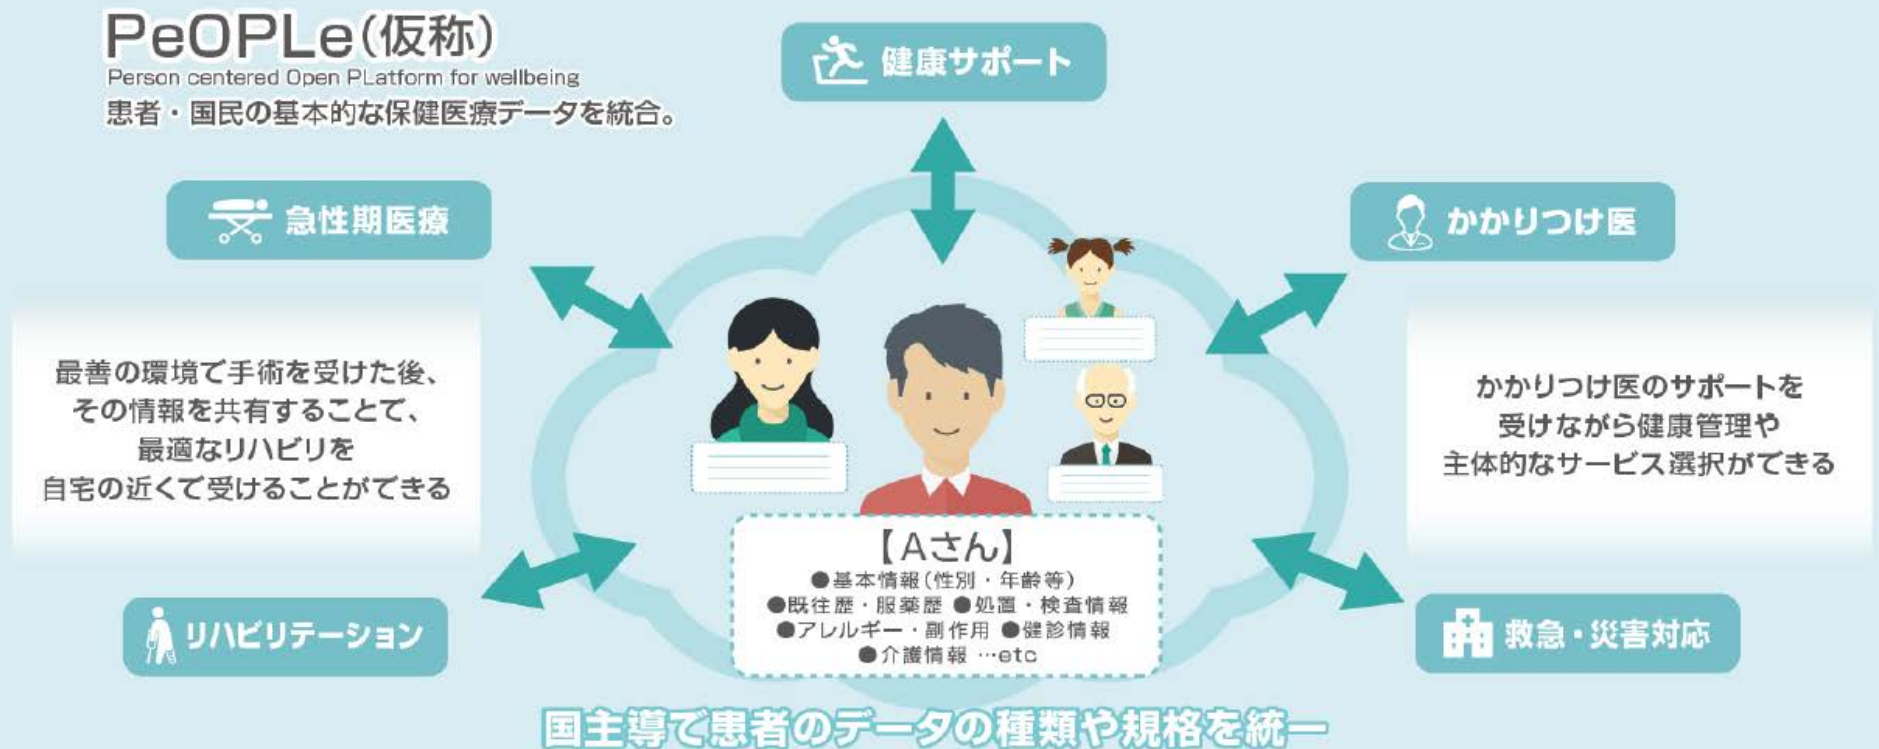 PeOPLe(仮称)
Person centered Open PLatform for wellbeing
患者・国民の基本的な保健医療データを統合。
健康サポート
急性期医療
かかりつけ医
最善の環境で手術を受けた後、
その情報を共有することで、
最適なリハビリを
自宅の近くで受けることができる
かかりつけ医のサポートを
受けながら健康管理や
主体的なサービス選択ができる
【Aさん】
●基本情報(性別・年齢等)
●既往歴・服薬歴 ●処置・検査情報
●アレルギー・副作用 ●健診情報
●介護情報 …etc
リハビリテーション
救急・災害対応
国主導で患者のデータの種類や規格を統一